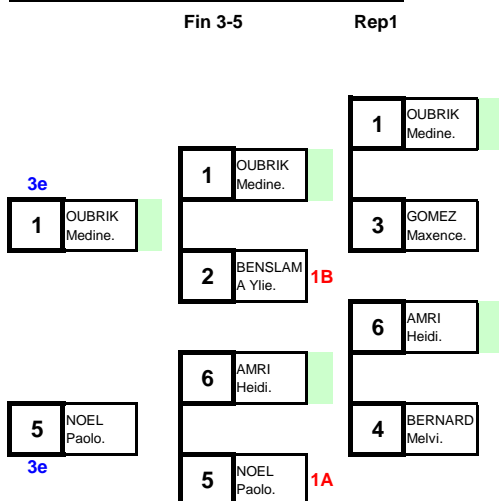 Fin 3-5
Rep1
1
OUBRIK
Medine.
1
OUBRIK
Medine.
3e
1
OUBRIK
Medine.
3
GOMEZ
Maxence.
2
BENSLAM
A Ylie.
1B
6
AMRI
Heidi.
6
AMRI
Heidi.
5
NOEL
Paolo.
4
BERNARD
Melvi.
3e
5
NOEL
Paolo.
1A